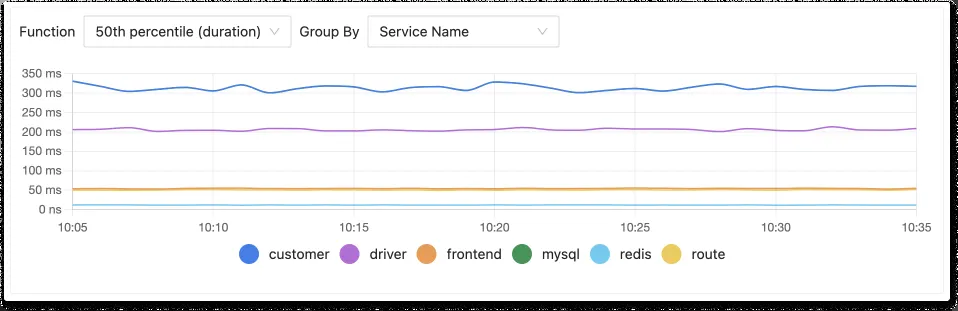 Function 50th percentile (duration) Group By Service Name
350 ms
300 ms
250 ms
200 ms
150 ms
100 ms
50 ms
0 ns
10:05 10:10 10:15 10:20 10:25 10:30 10:35
customer driver frontend mysql redis route